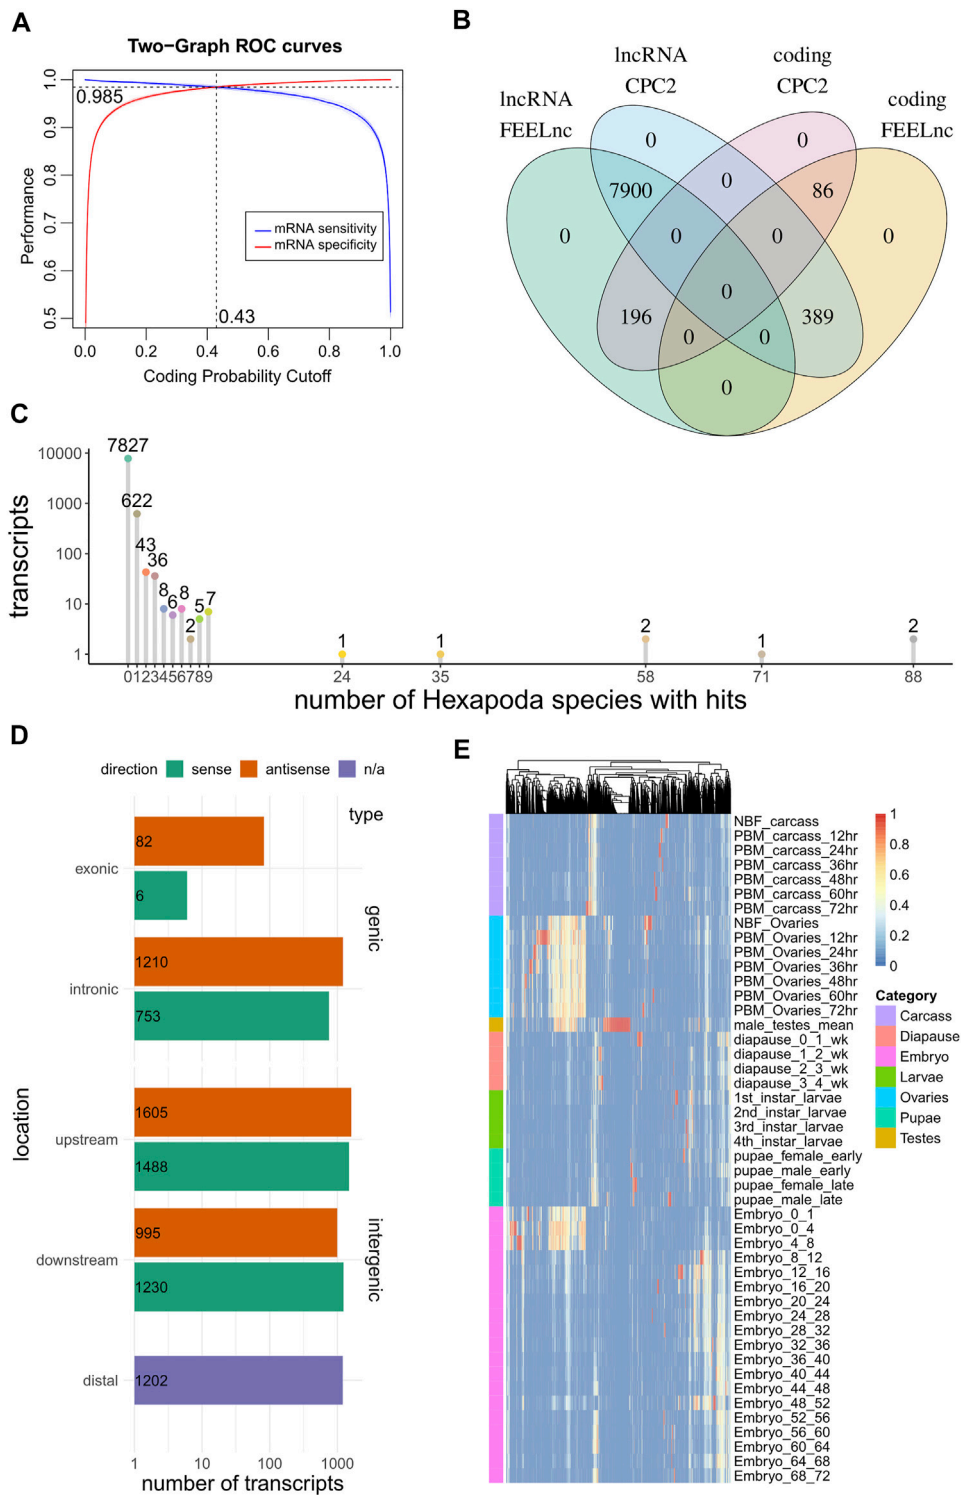 A
Two−Graph ROC curves
Performance
1.0
0.9
0.8
0.7
0.6
0.5
0.985
mRNA sensitivity
mRNA specificity
0.43
0.0 0.2 0.4 0.6 0.8 1.0
Coding Probability Cutoff
B
lncRNA
FEELnc
lncRNA
CPC2
coding
CPC2
coding
FEELnc
0 0
7900 0 86
0 0 0 0
0
196 389
0 0
0
C
transcripts
10000
1000
100
10
1
7827
622
43
36
8
6
8
2
5
7
1
1
2
1
2
0123456789 24 35 58 71 88
number of Hexapoda species with hits
D
direction sense antisense n/a
type
location
genic
exonic
82
6
intronic
1210
753
intergenic
upstream
1605
1488
downstream
995
1230
distal
1202
1 10 100 1000
number of transcripts
E
NBF_carcass
PBM_carcass_12hr
PBM_carcass_24hr
PBM_carcass_36hr
PBM_carcass_48hr
PBM_carcass_60hr
PBM_carcass_72hr
NBF_Ovaries
PBM_Ovaries_12hr
PBM_Ovaries_24hr
PBM_Ovaries_36hr
PBM_Ovaries_48hr
PBM_Ovaries_60hr
PBM_Ovaries_72hr
male_testes_mean
diapause_0_1_wk
diapause_1_2_wk
diapause_2_3_wk
diapause_3_4_wk
1st_instar_larvae
2nd_instar_larvae
3rd_instar_larvae
4th_instar_larvae
pupae_female_early
pupae_male_early
pupae_female_late
pupae_male_late
Embryo_0_1
Embryo_0_4
Embryo_4_8
Embryo_8_12
Embryo_12_16
Embryo_16_20
Embryo_20_24
Embryo_24_28
Embryo_28_32
Embryo_32_36
Embryo_36_40
Embryo_40_44
Embryo_44_48
Embryo_48_52
Embryo_52_56
Embryo_56_60
Embryo_60_64
Embryo_64_68
Embryo_68_72
1
0.8
0.6
0.4
0.2
0
Category
Carcass
Diapause
Embryo
Larvae
Ovaries
Pupae
Testes